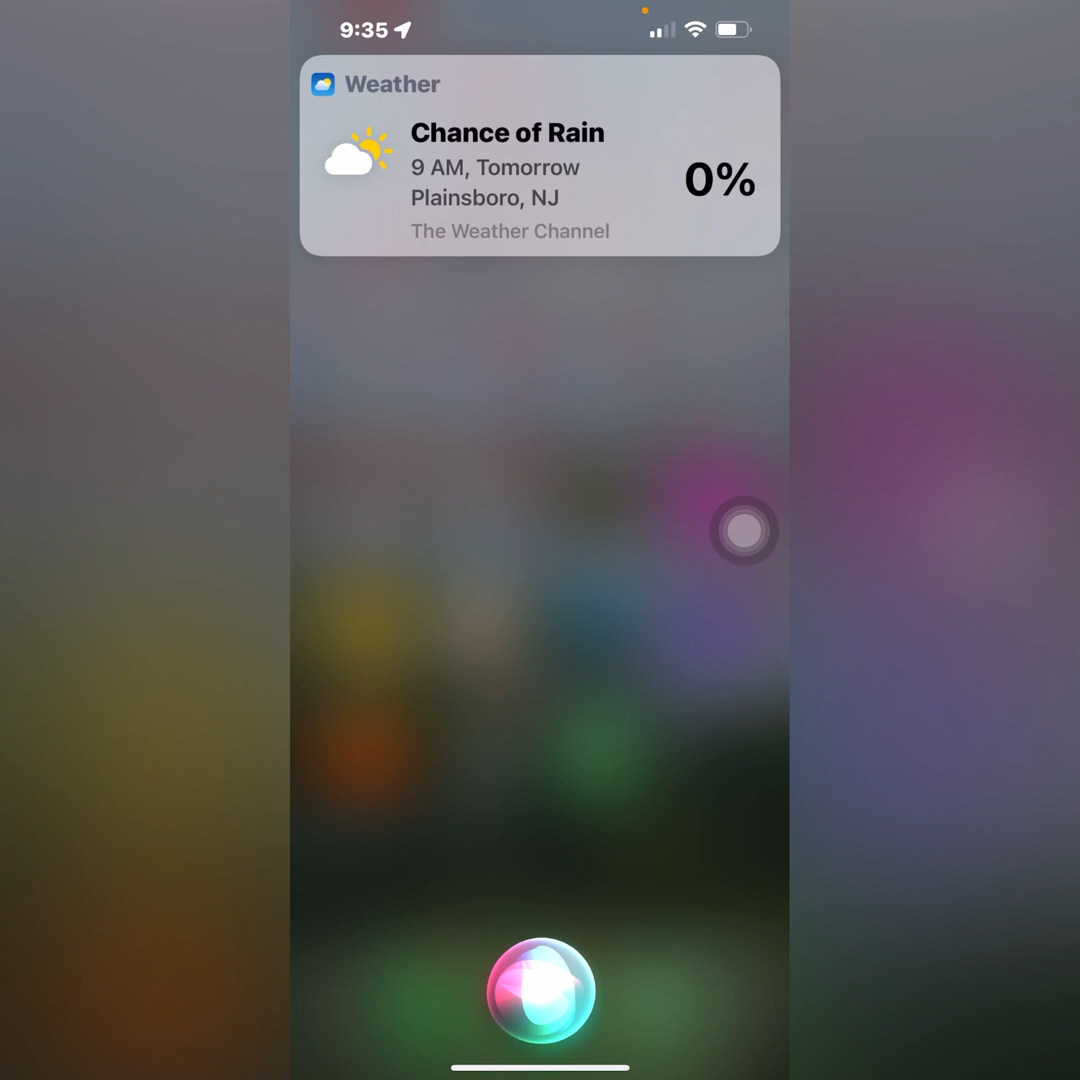 9:35
Weather
Chance of Rain
9 AM, Tomorrow
Plainsboro, NJ
0%
The Weather Channel